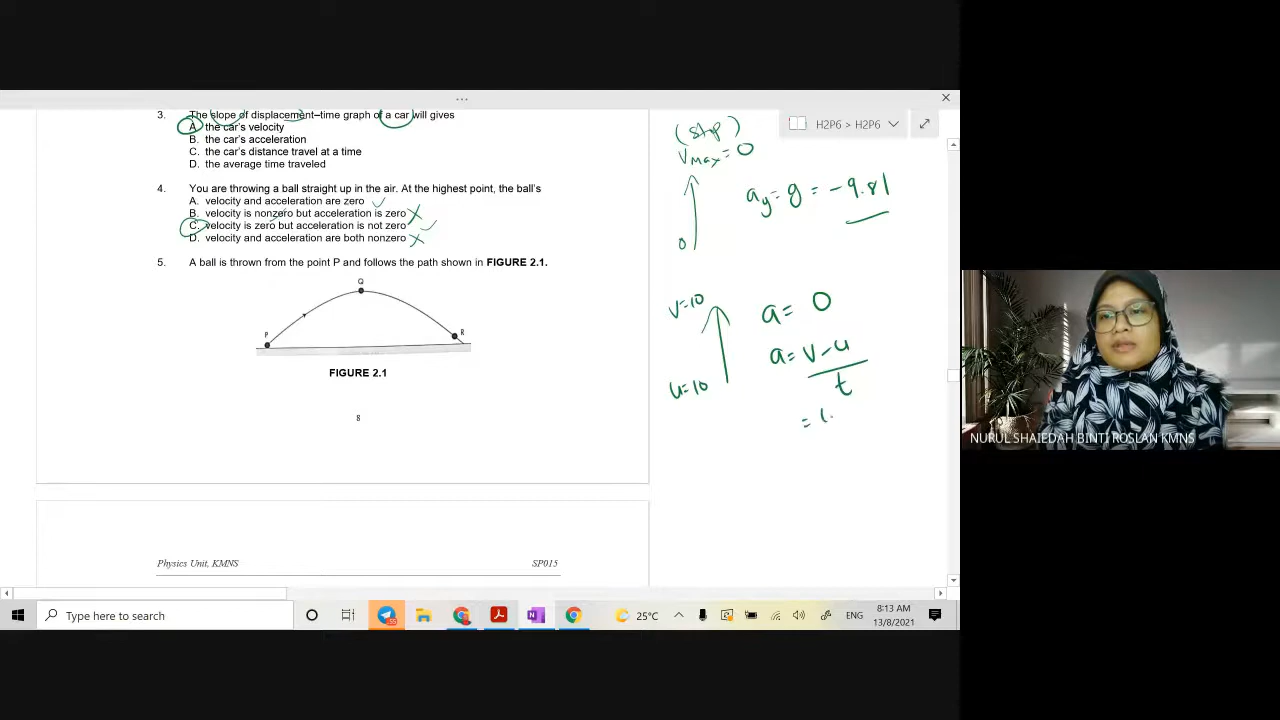 3. The slope of displacement–time graph of a car will gives
A. the car's velocity
B. the car's acceleration
C. the car's distance travel at a time
D. the average time traveled
4. You are throwing a ball straight up in the air. At the highest point, the ball's
A. velocity and acceleration are zero
B. velocity is nonzero but acceleration is zero
C. velocity is zero but acceleration is not zero
D. velocity and acceleration are both nonzero
5. A ball is thrown from the point P and follows the path shown in FIGURE 2.1.
Q
P
R
FIGURE 2.1
8
Physics Unit, KMNS SP015
(stop)
vmax = 0
0
ay = g = -9.81
v=10
u=10
a = 0
a = v-u
t
= (.
H2P6 > H2P6
NURUL SHAIEDAH BINTI ROSLAN KMNS
Type here to search
25°C
ENG
8:13 AM
13/8/2021